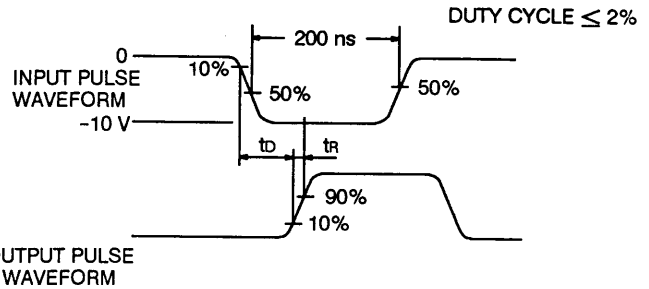 DUTY CYCLE ≤ 2%
0
200 ns
10%
INPUT PULSE
WAVEFORM
50%
50%
−10 V
tD
tR
90%
10%
UTPUT PULSE
WAVEFORM